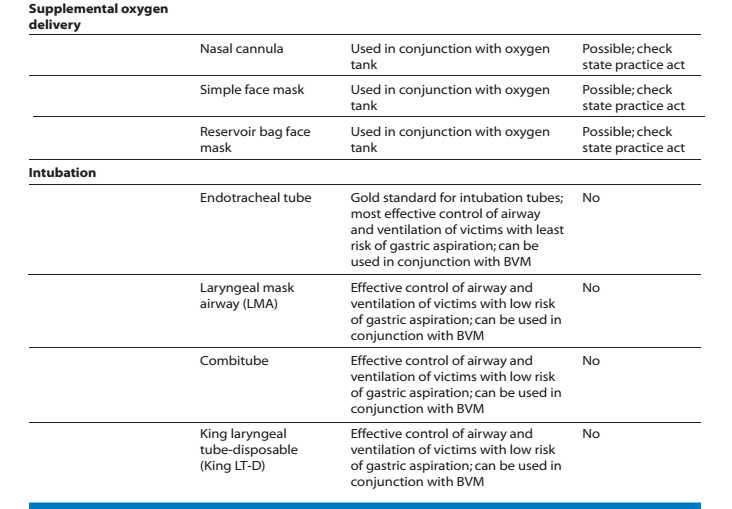 Supplemental oxygen
delivery
Nasal cannula Used in conjunction with oxygen Possible; check
tank state practice act
Simple face mask Used in conjunction with oxygen Possible; check
tank state practice act
Reservoir bag face Used in conjunction with oxygen Possible; check
mask tank state practice act
Intubation
Endotracheal tube Gold standard for intubation tubes; No
most effective control of airway
and ventilation of victims with least
risk of gastric aspiration; can be
used in conjunction with BVM
Laryngeal mask Effective control of airway and No
airway (LMA) ventilation of victims with low risk
of gastric aspiration; can be used in
conjunction with BVM
Combitube Effective control of airway and No
ventilation of victims with low risk
of gastric aspiration; can be used in
conjunction with BVM
King laryngeal Effective control of airway and No
tube-disposable ventilation of victims with low risk
(King LT-D) of gastric aspiration; can be used in
conjunction with BVM